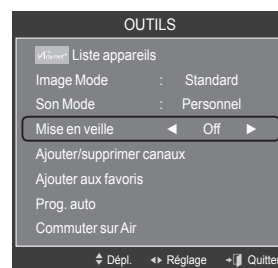 OUTILS
Anynet+ Liste appareils
Image Mode : Standard
Son Mode : Personnel
Mise en veille ◄ Off ►
Ajouter/supprimer canaux
Ajouter aux favoris
Prog. auto
Commuter sur Air
Dépl. Réglage Quitter